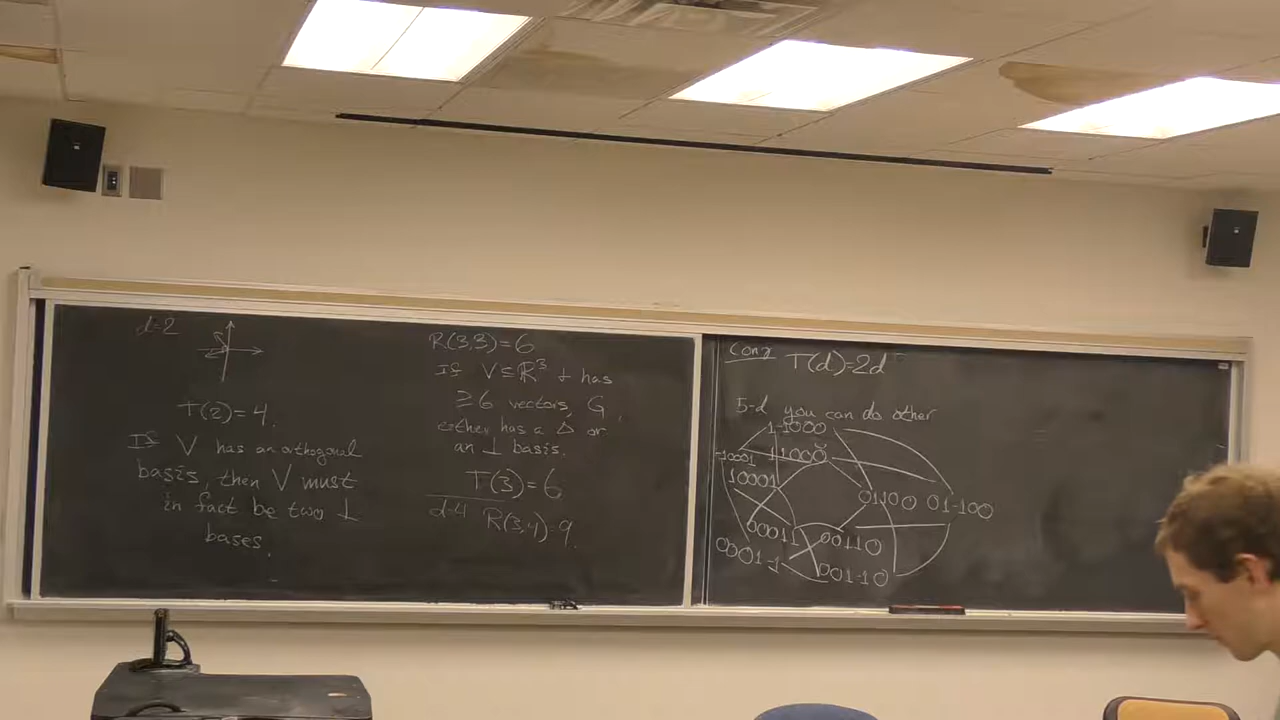 d=2
T(2)=4.
If V has an orthogonal
basis, then V must
in fact be two ⊥
bases.
R(3,3)=6
If V⊆ℝ³ has
≥6 vectors, G
either has a △ or
an ⊥ basis.
T(3)=6
d=4 R(3,4)=9.
Conj T(d)=2d
5-d you can do other
1-1000
-10001 11000
10001
01100 01-100
00011 00110
0001-1 001-10